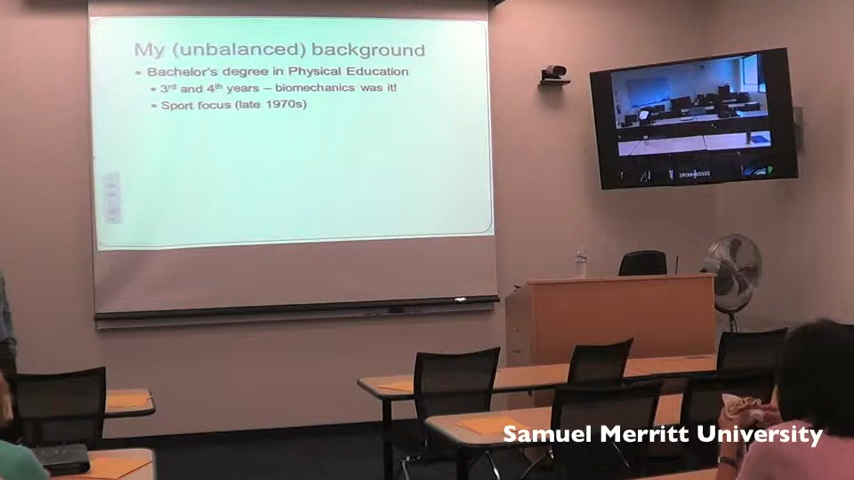 My (unbalanced) background
• Bachelor's degree in Physical Education
• 3rd and 4th years – biomechanics was it!
• Sport focus (late 1970s)
Samuel Merritt University